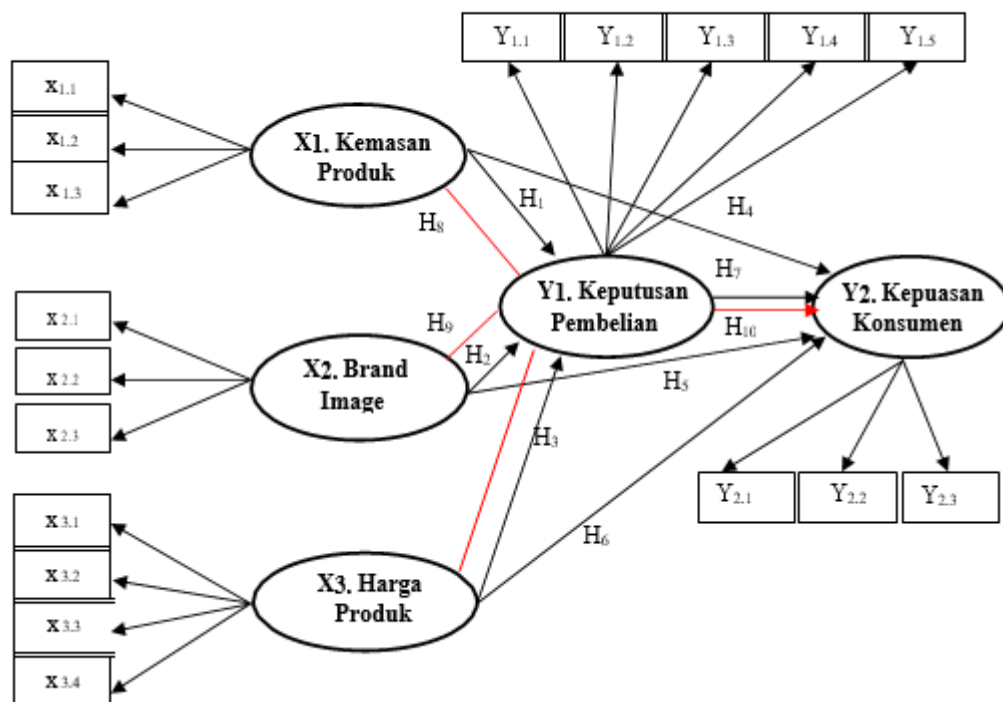 Y1.1 Y1.2 Y1.3 Y1.4 Y1.5
x1.1
x1.2
x1.3
X1. Kemasan
Produk
H1
H4
H8
Y1. Keputusan
Pembelian
H7
H10
Y2. Kepuasan
Konsumen
x2.1
x2.2
x2.3
H9
H2
X2. Brand
Image
H5
H3
Y2.1 Y2.2 Y2.3
H6
x3.1
x3.2
x3.3
x3.4
X3. Harga
Produk